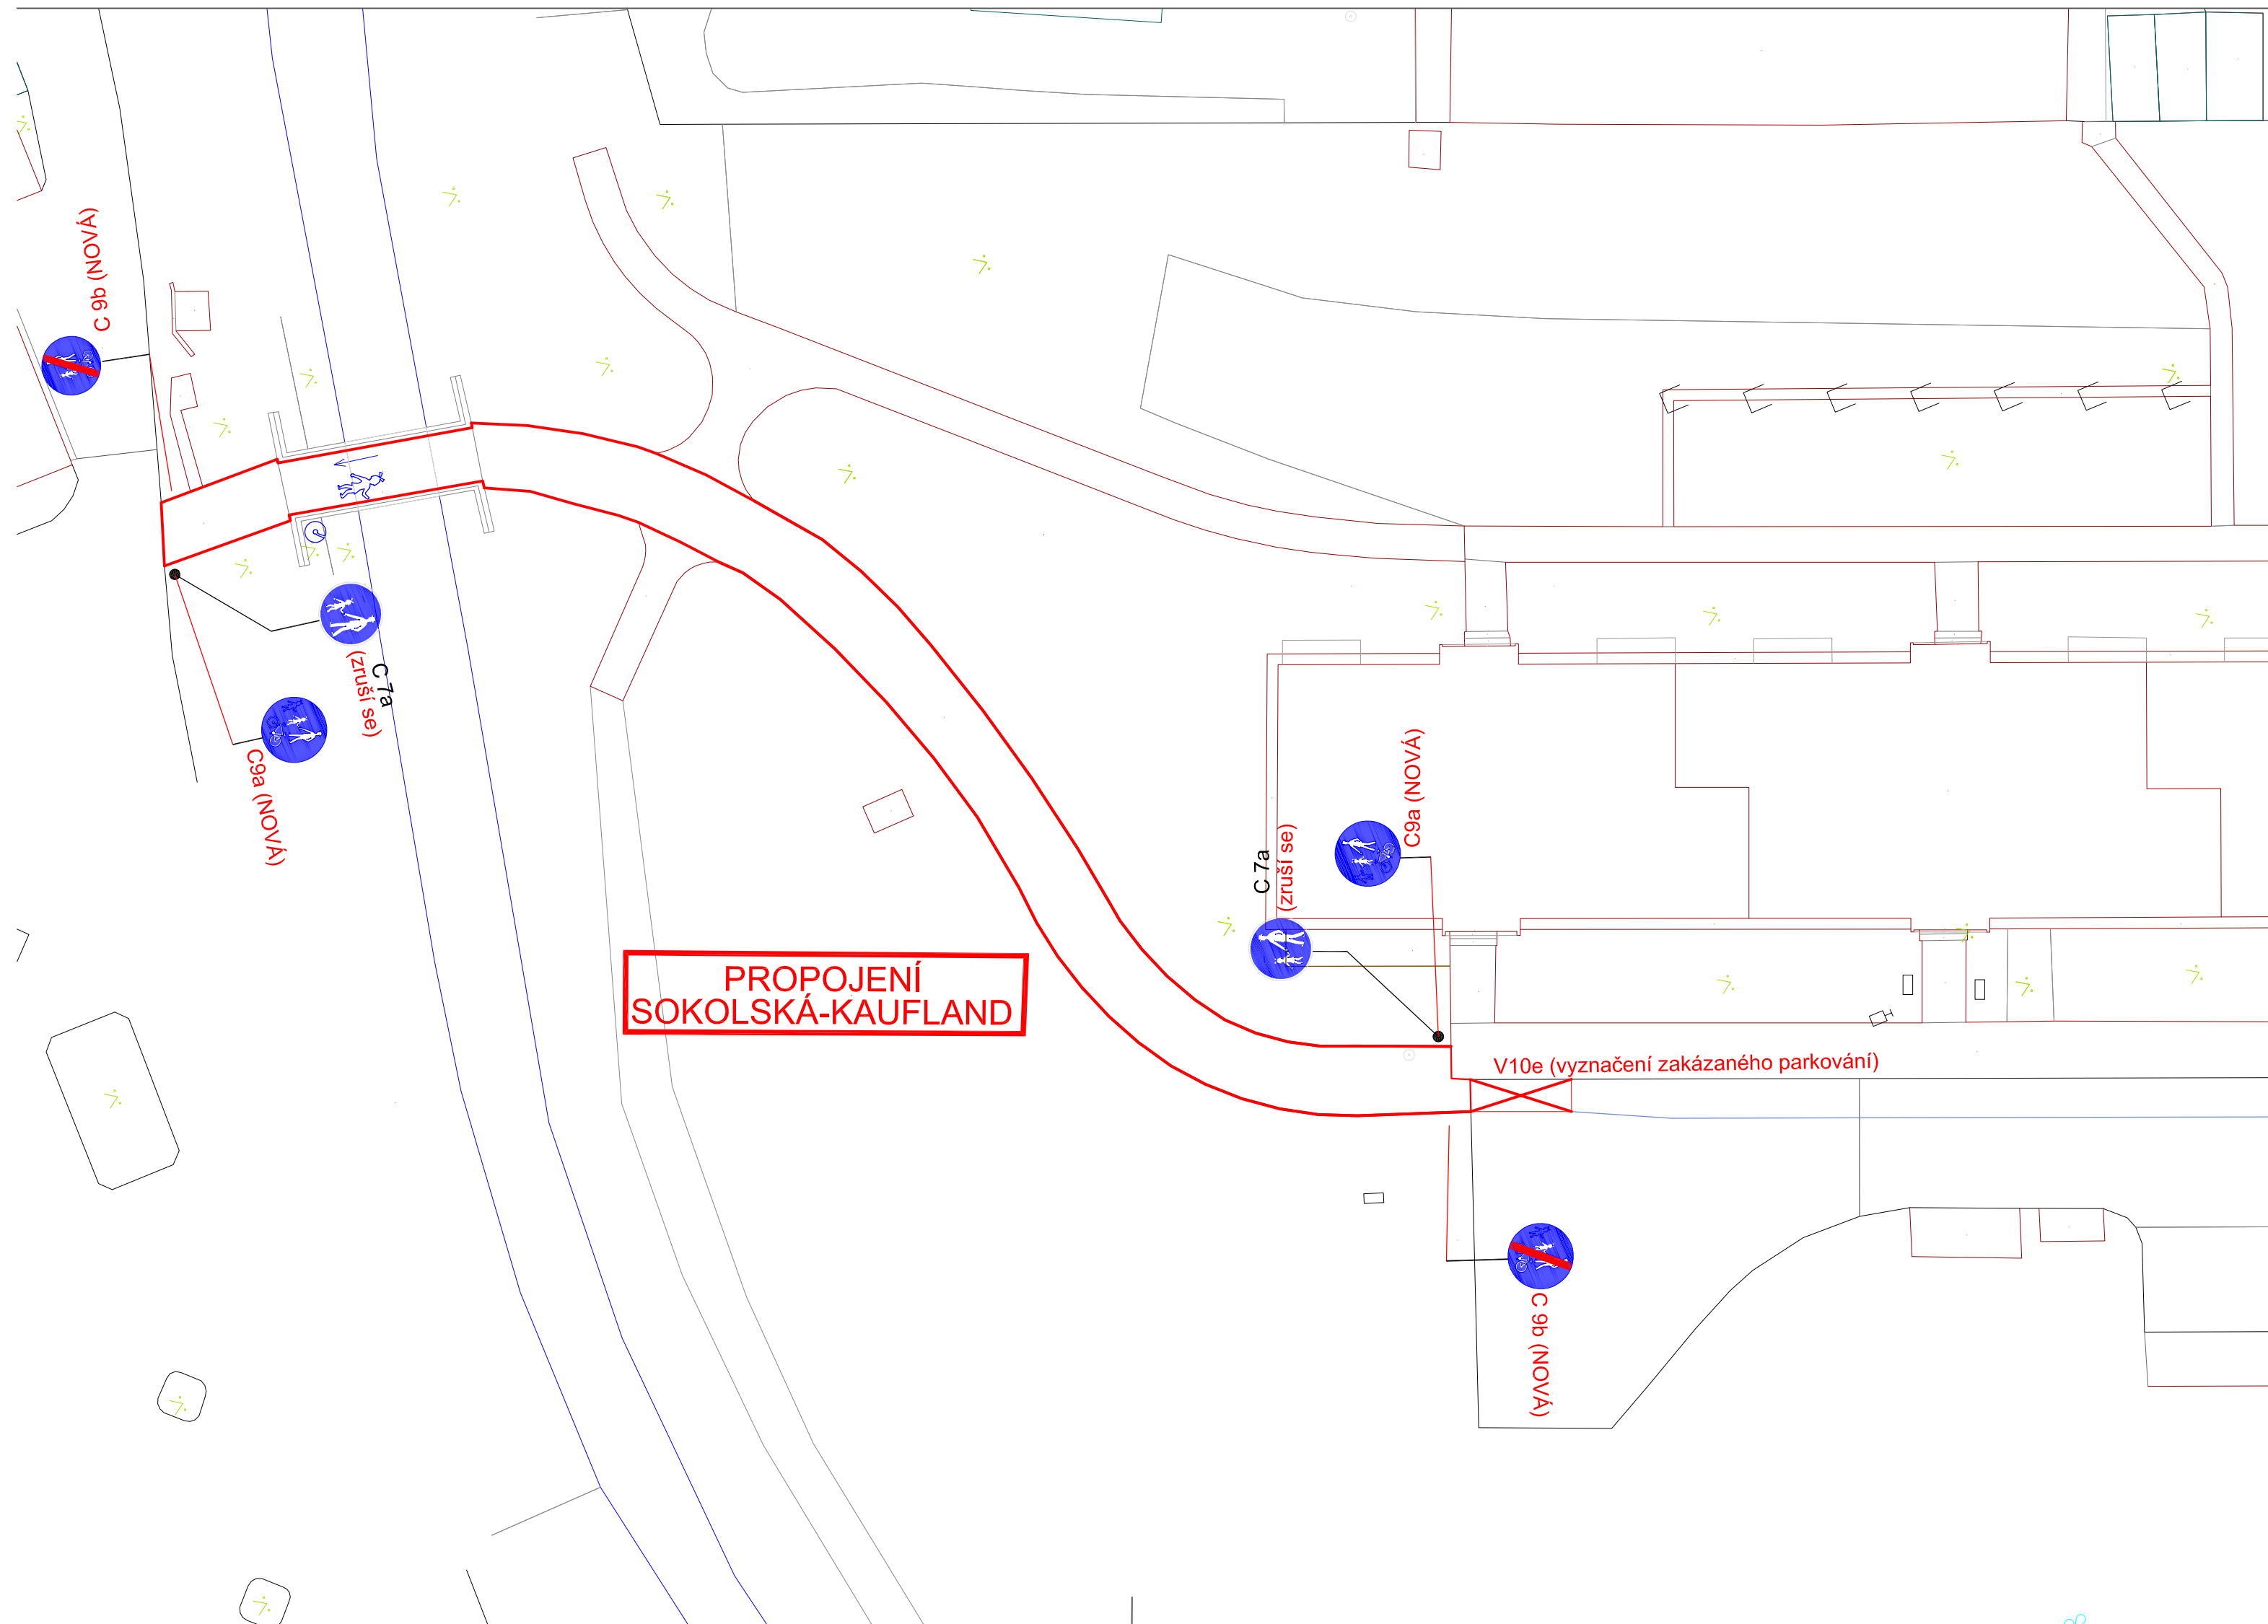 C 9b (NOVÁ)
C 7a
(zruší se)
C9a (NOVÁ)
C9a (NOVÁ)
C 7a
(zruší se)
PROPOJENÍ
SOKOLSKÁ-KAUFLAND
V10e (vyznačení zakázaného parkování)
C 9b (NOVÁ)